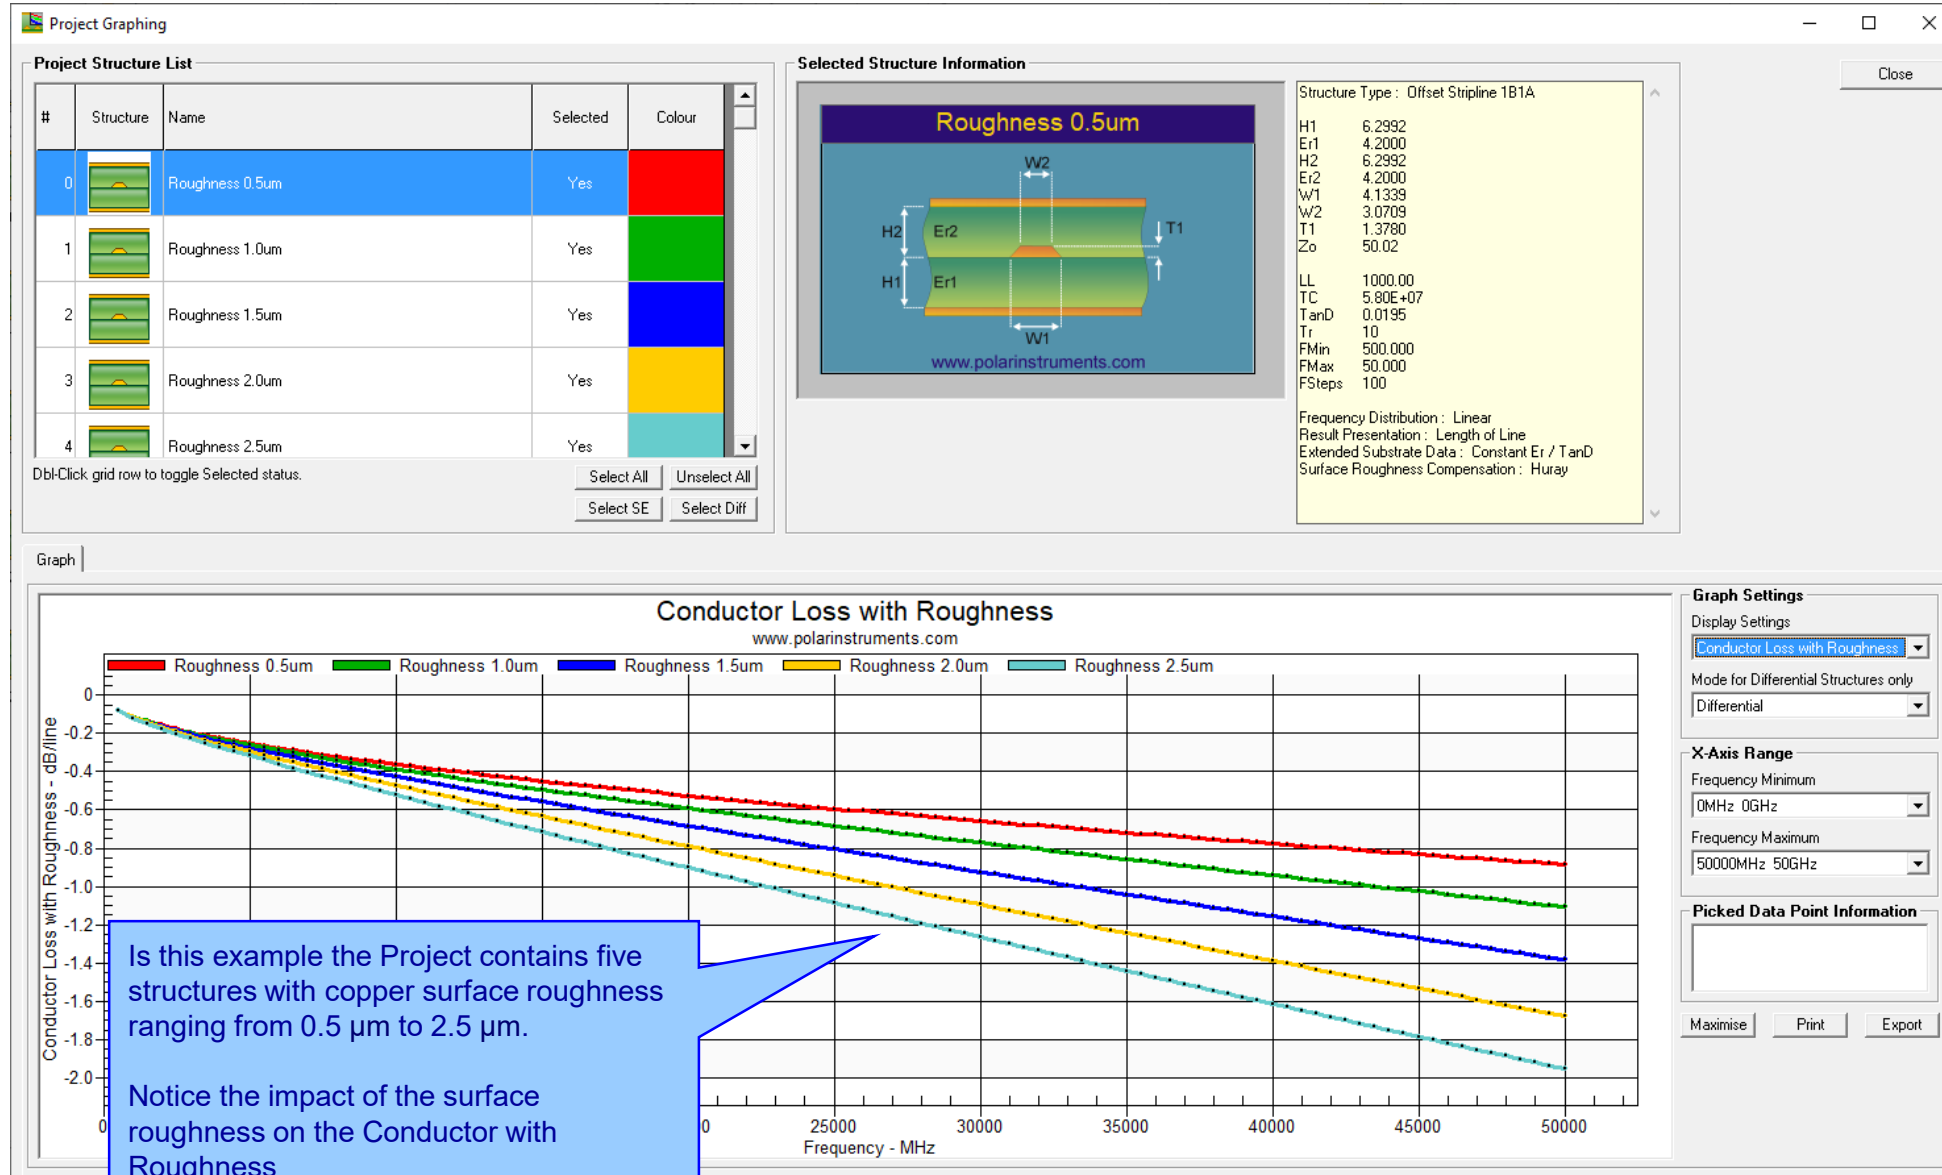 Project Graphing
Project Structure List
# Structure Name Selected Colour
0 Roughness 0.5um Yes
1 Roughness 1.0um Yes
2 Roughness 1.5um Yes
3 Roughness 2.0um Yes
4 Roughness 2.5um Yes
Dbl-Click grid row to toggle Selected status.
Select All Unselect All
Select SE Select Diff
Selected Structure Information
Roughness 0.5um
W2
H2 Er2 T1
H1 Er1
W1
www.polarinstruments.com
Structure Type : Offset Stripline 1B1A
H1 6.2992
Er1 4.2000
H2 6.2992
Er2 4.2000
W1 4.1339
W2 3.0709
T1 1.3780
Zo 50.02
LL 1000.00
TC 5.80E+07
TanD 0.0195
Tr 10
FMin 500.000
FMax 50.000
FSteps 100
Frequency Distribution : Linear
Result Presentation : Length of Line
Extended Substrate Data : Constant Er / TanD
Surface Roughness Compensation : Huray
Close
Graph
Conductor Loss with Roughness
www.polarinstruments.com
Roughness 0.5um Roughness 1.0um Roughness 1.5um Roughness 2.0um Roughness 2.5um
Conductor Loss with Roughness - dB/line
0
-0.2
-0.4
-0.6
-0.8
-1.0
-1.2
-1.4
-1.6
-1.8
-2.0
25000 30000 35000 40000 45000 50000
Frequency - MHz
Is this example the Project contains five
structures with copper surface roughness
ranging from 0.5 µm to 2.5 µm.
Notice the impact of the surface
roughness on the Conductor with
Roughness
Graph Settings
Display Settings
Conductor Loss with Roughness
Mode for Differential Structures only
Differential
X-Axis Range
Frequency Minimum
0MHz 0GHz
Frequency Maximum
50000MHz 50GHz
Picked Data Point Information
Maximise Print Export